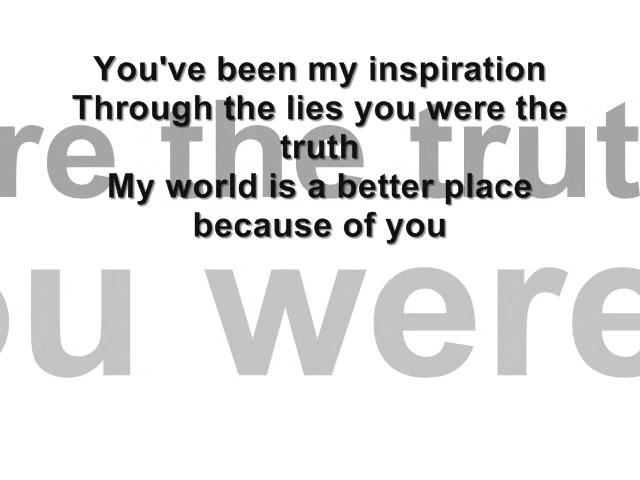 You've been my inspiration
Through the lies you were the
truth
My world is a better place
because of you
re the trut
ou were